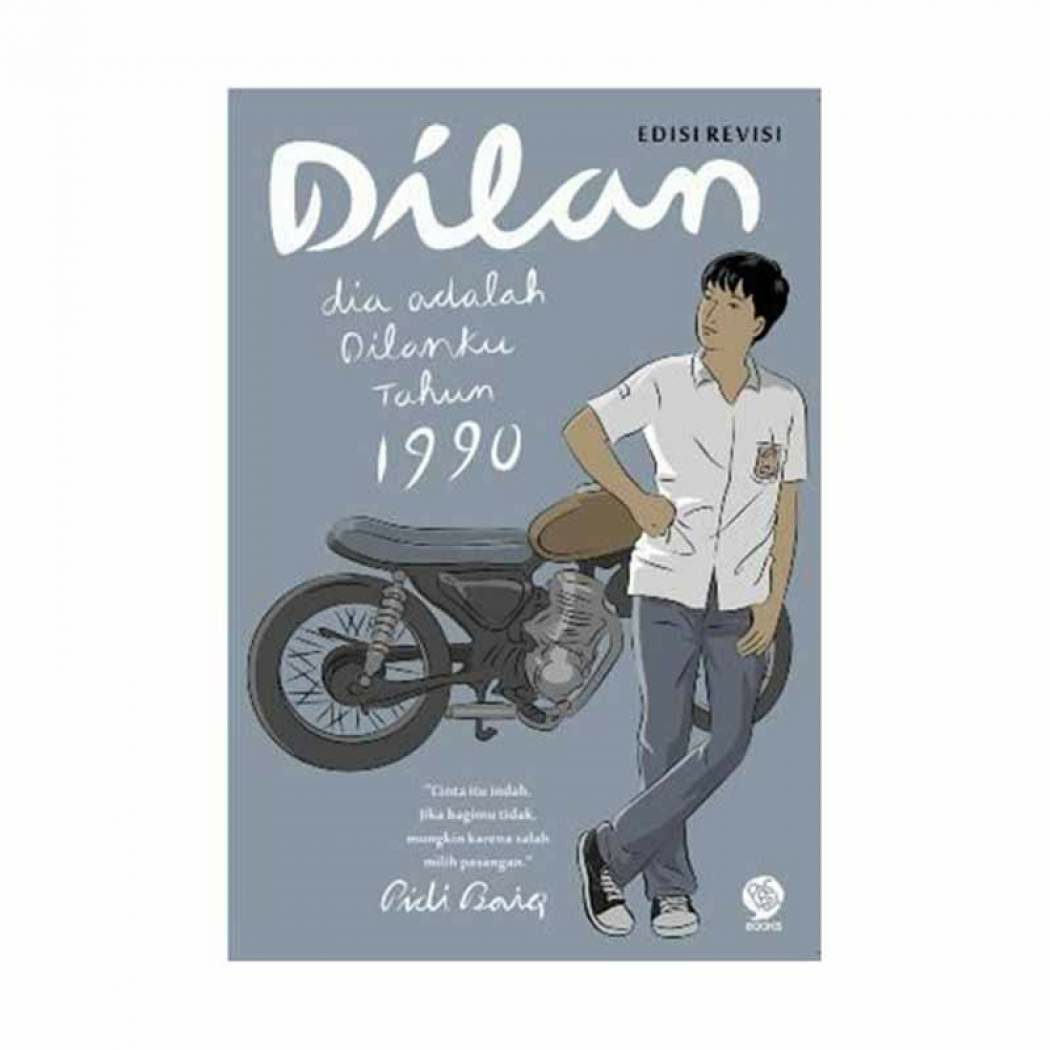 EDISI REVISI
Dilan
dia adalah
Dilanku
Tahun
1990
"Cinta itu indah.
Jika bagimu tidak,
mungkin karena salah
milih pasangan."
Pidi Baiq
BOOKS